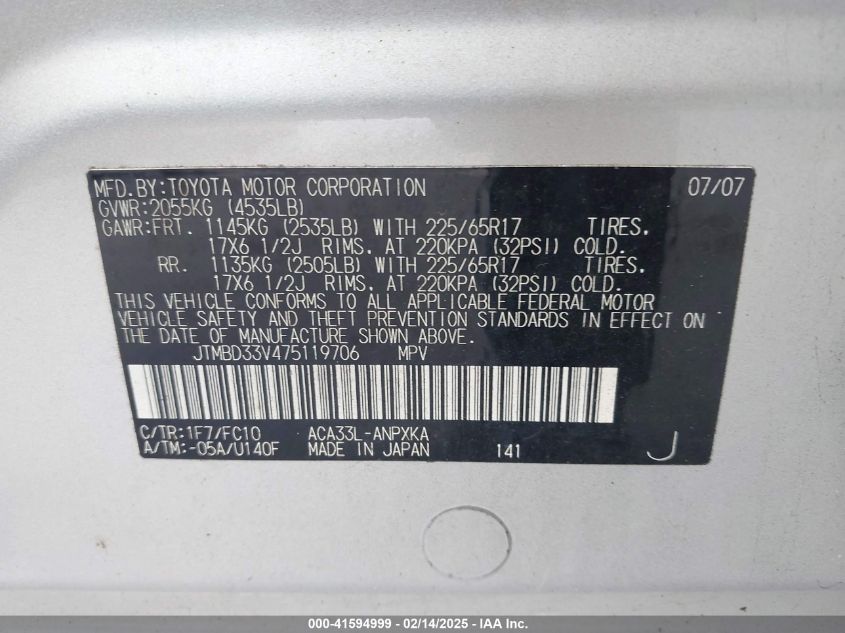 MFD.BY:TOYOTA MOTOR CORPORATION 07/07
GVWR:2055KG (4535LB)
GAWR:FRT. 1145KG (2535LB) WITH 225/65R17 TIRES,
17X6 1/2J RIMS, AT 220KPA (32PSI) COLD.
RR. 1135KG (2505LB) WITH 225/65R17 TIRES,
17X6 1/2J RIMS, AT 220KPA (32PSI) COLD.
THIS VEHICLE CONFORMS TO ALL APPLICABLE FEDERAL MOTOR
VEHICLE SAFETY AND THEFT PREVENTION STANDARDS IN EFFECT ON
THE DATE OF MANUFACTURE SHOWN ABOVE.
JTMBD33V475119706 MPV
C/TR:1F7/FC10 ACA33L-ANPXKA
A/TM:-05A/U140F MADE IN JAPAN 141 J
000-41594999 - 02/14/2025 - IAA Inc.